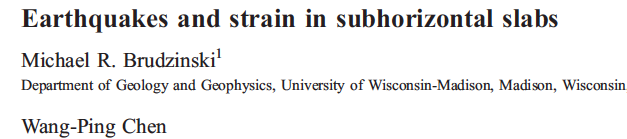 Earthquakes and strain in subhorizontal slabs
Michael R. Brudzinski1
Department of Geology and Geophysics, University of Wisconsin-Madison, Madison, Wisconsin
Wang-Ping Chen